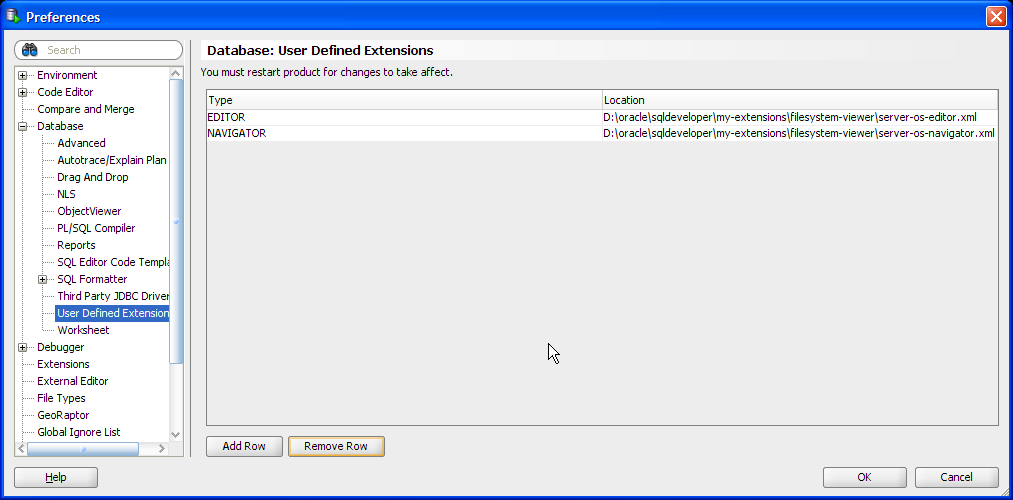 Preferences
Search
Environment
Code Editor
Compare and Merge
Database
Advanced
Autotrace/Explain Plan
Drag And Drop
NLS
ObjectViewer
PL/SQL Compiler
Reports
SQL Editor Code Templa
SQL Formatter
Third Party JDBC Driver
User Defined Extension
Worksheet
Debugger
Extensions
External Editor
File Types
GeoRaptor
Global Ignore List
Database: User Defined Extensions
You must restart product for changes to take affect.
Type Location
EDITOR D:\oracle\sqldeveloper\my-extensions\filesystem-viewer\server-os-editor.xml
NAVIGATOR D:\oracle\sqldeveloper\my-extensions\filesystem-viewer\server-os-navigator.xml
Add Row Remove Row
Help OK Cancel